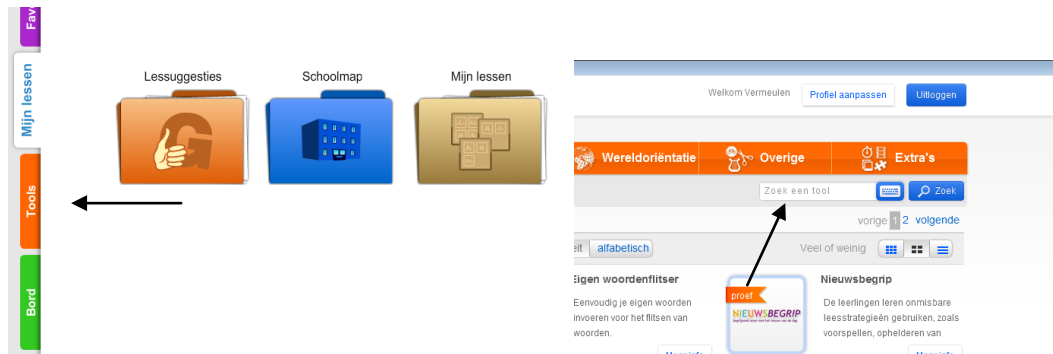 Fav
Mijn lessen
Tools
Bord
Lessuggesties
Schoolmap
Mijn lessen
Welkom Vermeulen
Profiel aanpassen
Uitloggen
Wereldoriëntatie
Overige
Extra's
Zoek een tool
Zoek
vorige 1 2 volgende
eit
alfabetisch
Veel of weinig
Eigen woordenflitser
Eenvoudig je eigen woorden
invoeren voor het flitsen van
woorden.
proef
NIEUWSBEGRIP
Nieuwsbegrip
De leerlingen leren onmisbare
leesstrategieën gebruiken, zoals
voorspellen, ophelderen van